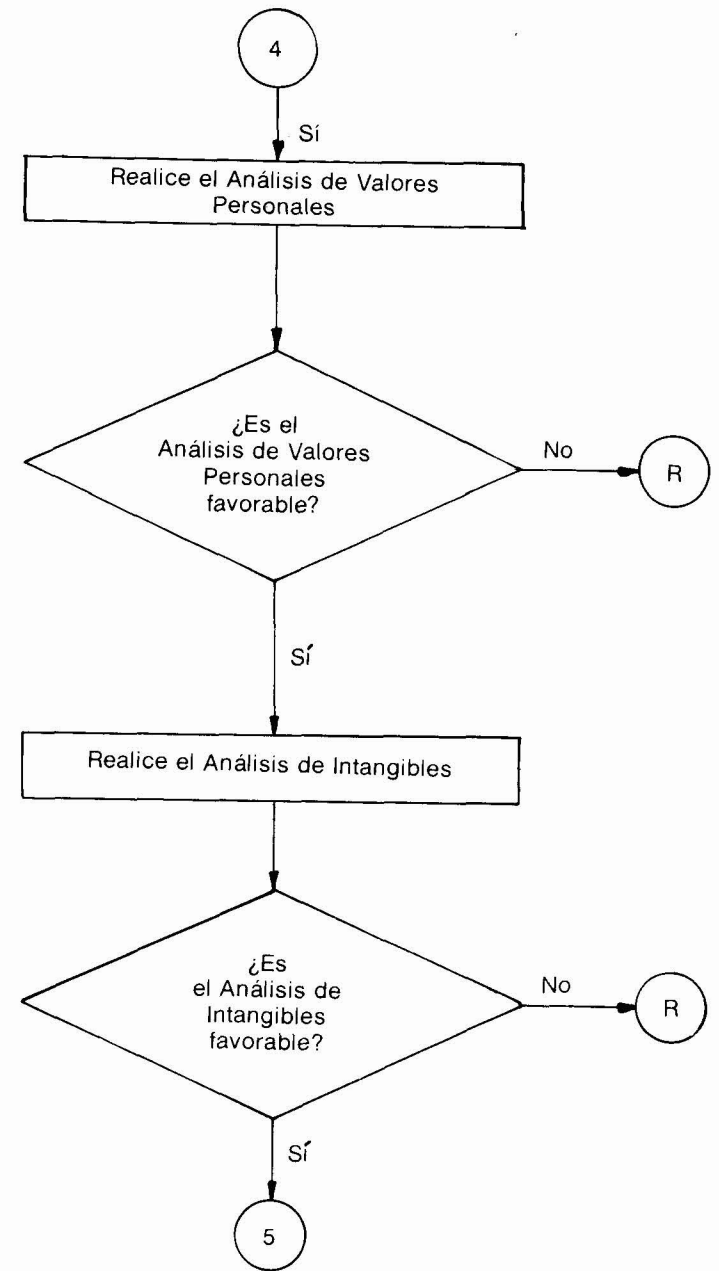 4
Sí
Realice el Análisis de Valores
Personales
¿Es el
Análisis de Valores
Personales
favorable?
No
R
Sí
Realice el Análisis de Intangibles
¿Es
el Análisis de
Intangibles
favorable?
No
R
Sí
5